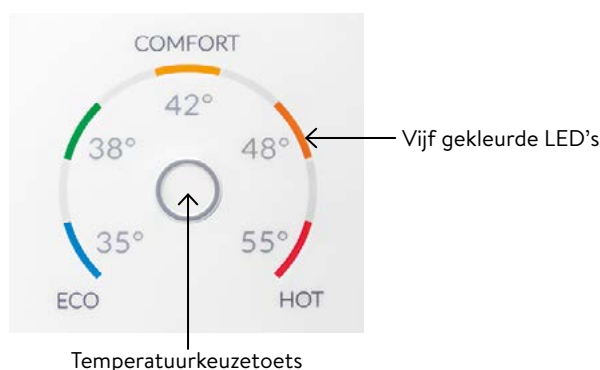 COMFORT
42°
38°
48°
Vijf gekleurde LED's
35°
55°
ECO
HOT
Temperatuurkeuzetoets